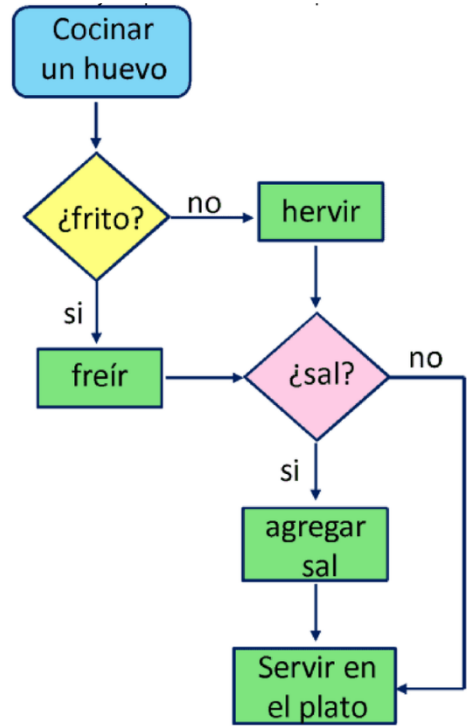 Cocinar
un huevo
¿frito?
no
hervir
si
freír
¿sal?
no
si
agregar
sal
Servir en
el plato